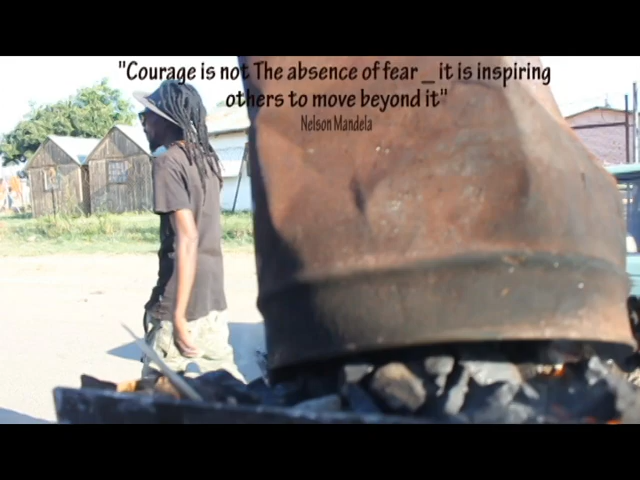 "Courage is not The absence of fear _ it is inspiring
others to move beyond it"
Nelson Mandela